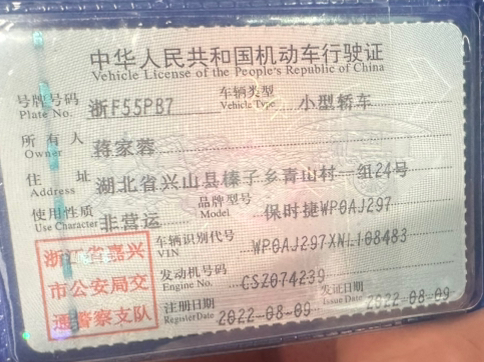 中华人民共和国机动车行驶证
Vehicle License of the People's Republic of China
号牌号码 Plate No. 浙F55PB7 车辆类型 Vehicle Type 小型轿车
所有人 Owner 蒋家蓉
住址 Address 湖北省兴山县榛子乡青山村一组24号
使用性质 Use Character 非营运 品牌型号 Model 保时捷WP0AJ297
浙江省嘉兴 车辆识别代号 VIN WP0AJ297XNL108483
市公安局交 发动机号码 Engine No. CSZ074239
通警察支队 注册日期 Register Date 2022-08-09 发证日期 Issue Date 2022-08-09